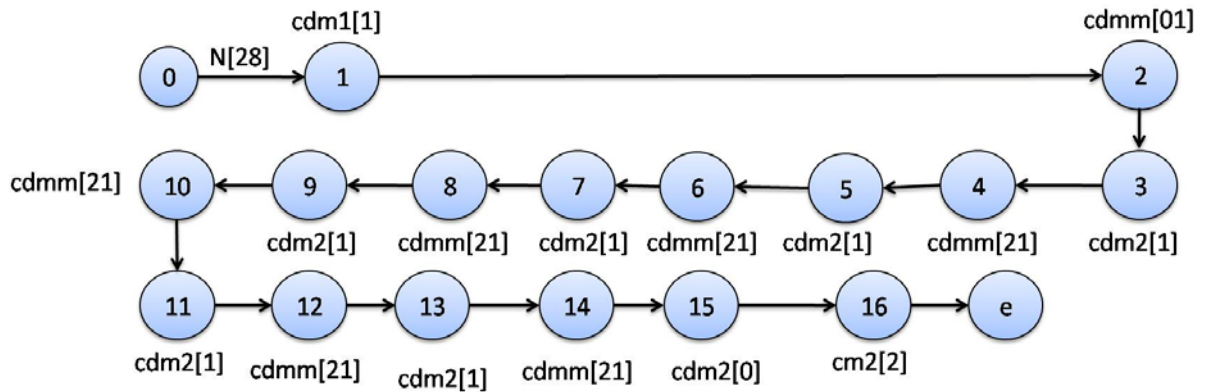 cdm1[1] cdmm[01]
0 N[28] 1 2
cdmm[21] 10 9 8 7 6 5 4 3
cdm2[1] cdmm[21] cdm2[1] cdmm[21] cdm2[1] cdmm[21] cdm2[1]
11 12 13 14 15 16 e
cdm2[1] cdmm[21] cdm2[1] cdmm[21] cdm2[0] cm2[2]